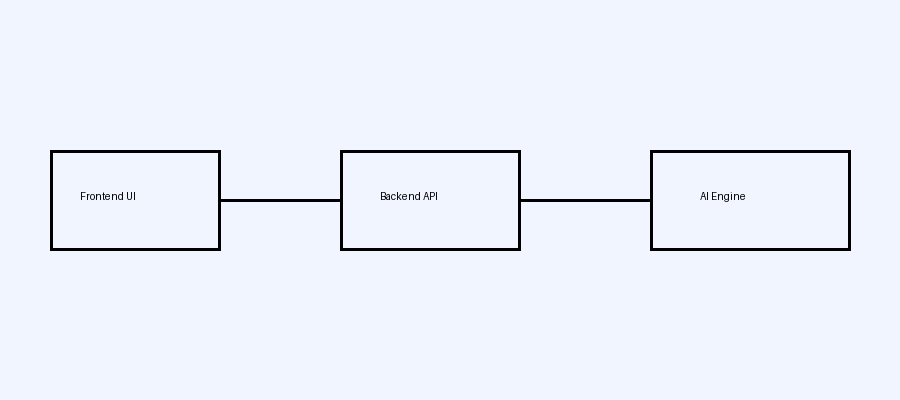 Frontend UI
Backend API
AI Engine